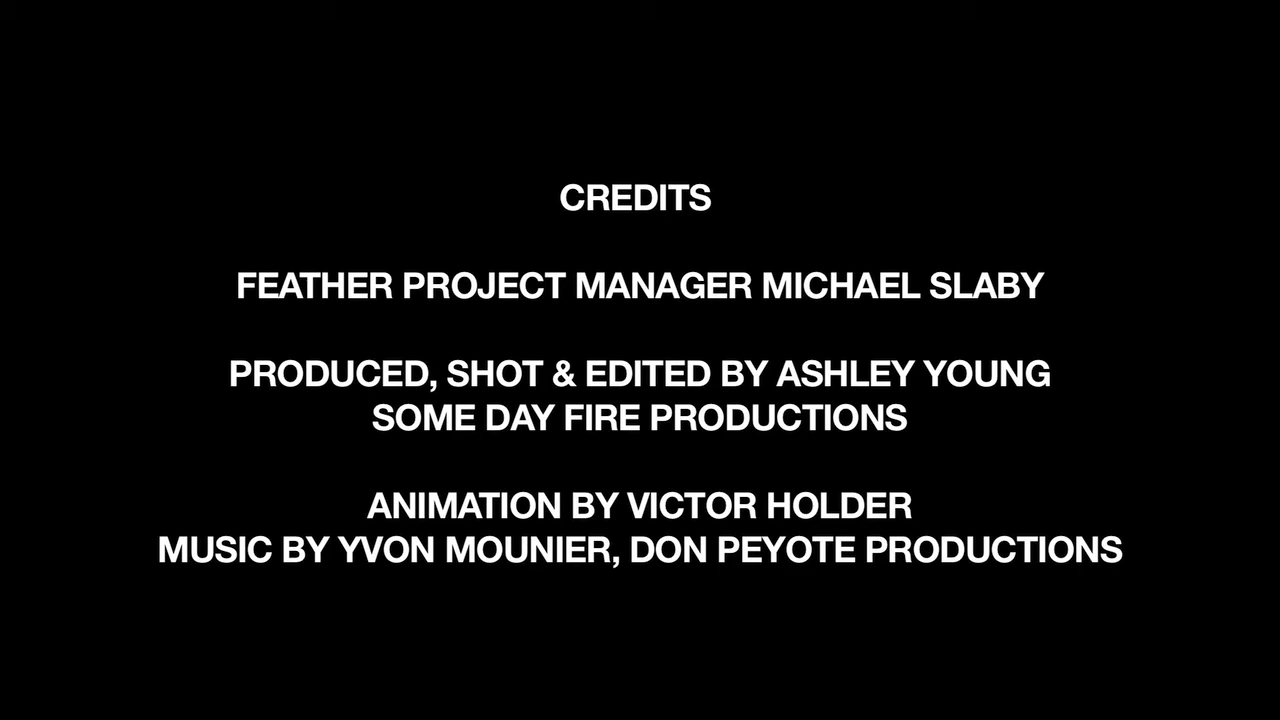 CREDITS
FEATHER PROJECT MANAGER MICHAEL SLABY
PRODUCED, SHOT & EDITED BY ASHLEY YOUNG
SOME DAY FIRE PRODUCTIONS
ANIMATION BY VICTOR HOLDER
MUSIC BY YVON MOUNIER, DON PEYOTE PRODUCTIONS